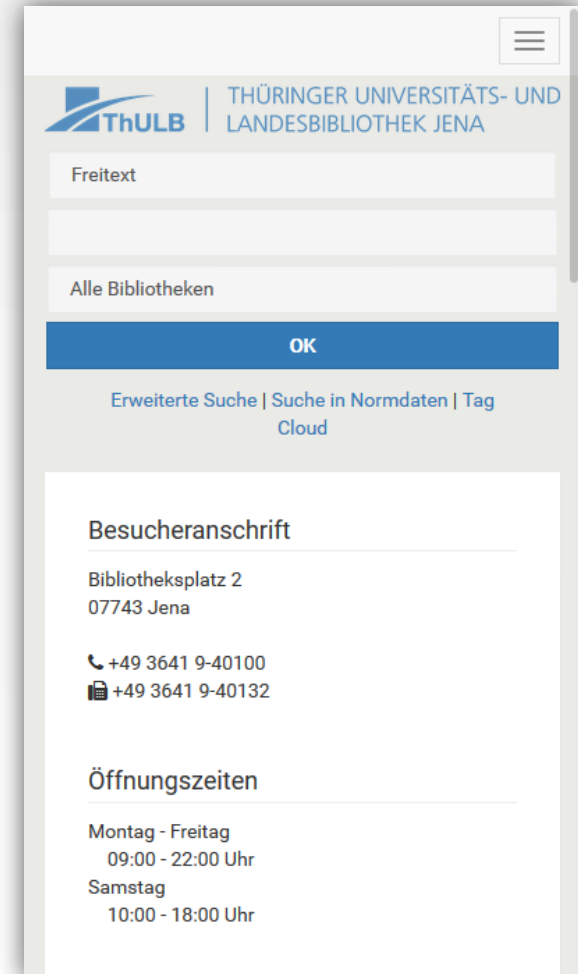 ThULB
THÜRINGER UNIVERSITÄTS- UND
LANDESBIBLIOTHEK JENA
Freitext
Alle Bibliotheken
OK
Erweiterte Suche | Suche in Normdaten | Tag
Cloud
Besucheranschrift
Bibliotheksplatz 2
07743 Jena
+49 3641 9-40100
+49 3641 9-40132
Öffnungszeiten
Montag - Freitag
09:00 - 22:00 Uhr
Samstag
10:00 - 18:00 Uhr